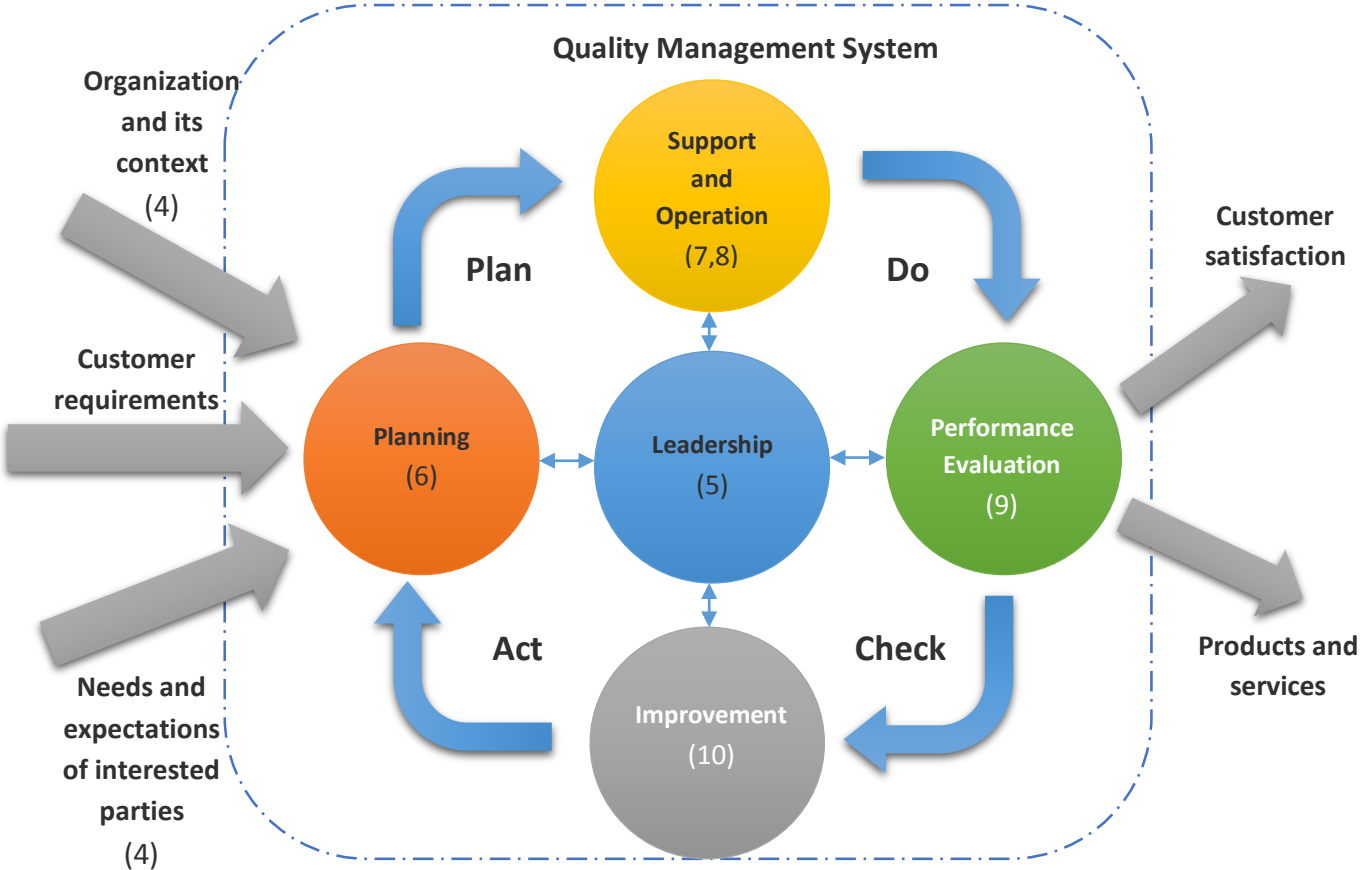 Quality Management System
Organization
and its
context
(4)
Support
and
Operation
(7,8)
Plan
Do
Customer
satisfaction
Customer
requirements
Planning
(6)
Leadership
(5)
Performance
Evaluation
(9)
Act
Check
Products and
services
Needs and
expectations
of interested
parties
(4)
Improvement
(10)